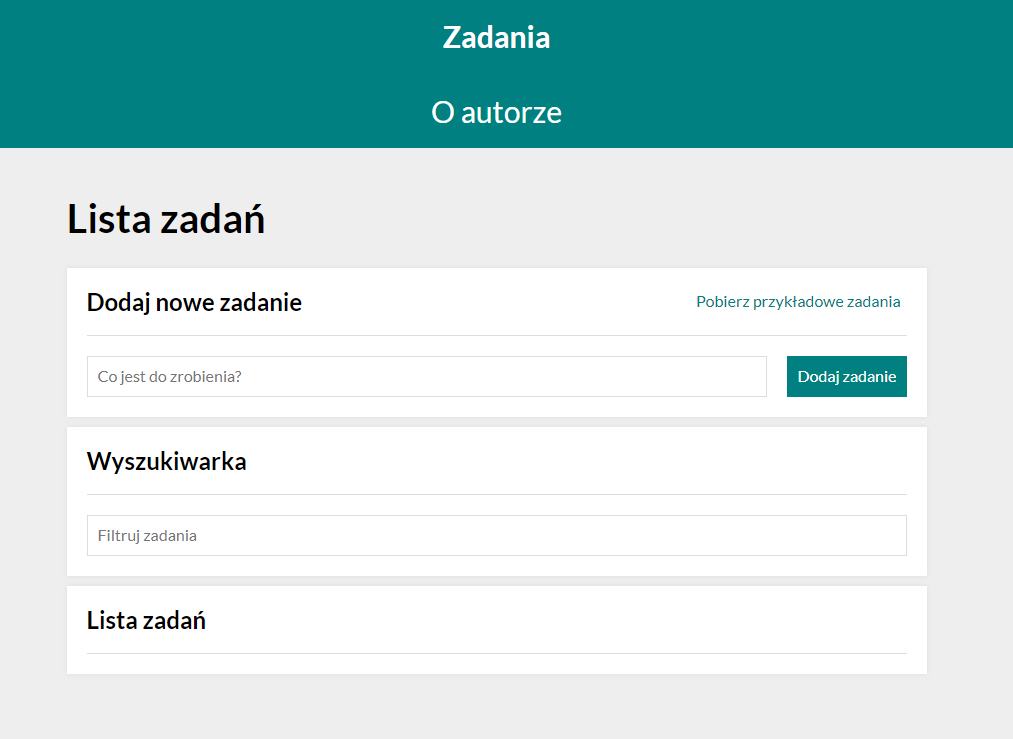 Zadania
O autorze
Lista zadań
Dodaj nowe zadanie
Pobierz przykładowe zadania
Co jest do zrobienia?
Dodaj zadanie
Wyszukiwarka
Filtruj zadania
Lista zadań